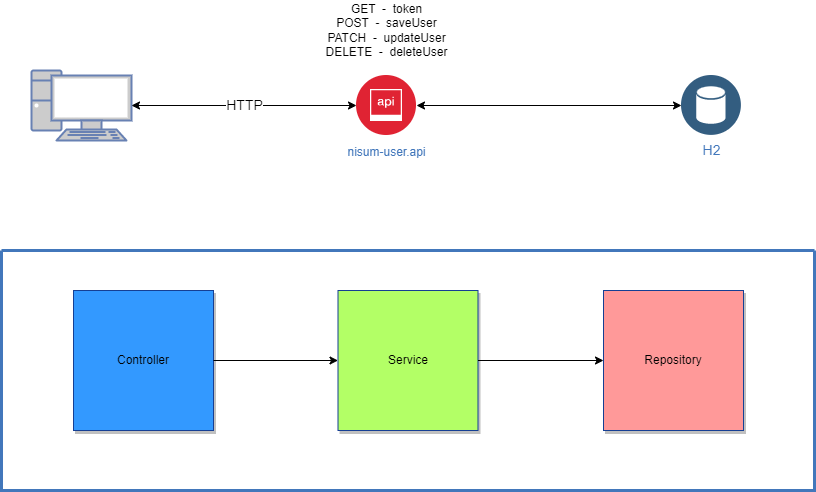 GET - token
POST - saveUser
PATCH - updateUser
DELETE - deleteUser
HTTP
api
nisum-user.api
H2
Controller
Service
Repository